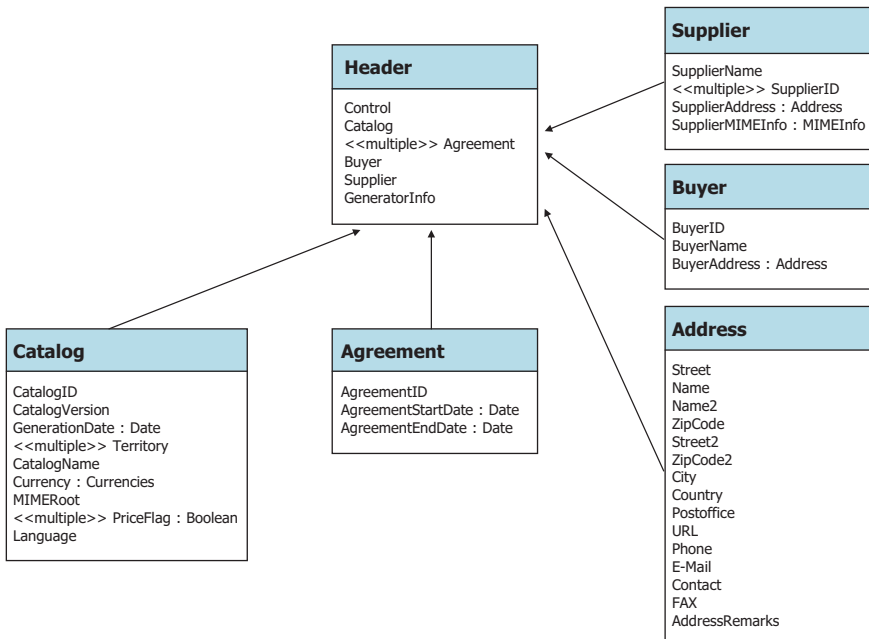 Header
Control
Catalog
<<multiple>> Agreement
Buyer
Supplier
GeneratorInfo
Supplier
SupplierName
<<multiple>> SupplierID
SupplierAddress : Address
SupplierMIMEInfo : MIMEInfo
Buyer
BuyerID
BuyerName
BuyerAddress : Address
Catalog
CatalogID
CatalogVersion
GenerationDate : Date
<<multiple>> Territory
CatalogName
Currency : Currencies
MIMERoot
<<multiple>> PriceFlag : Boolean
Language
Agreement
AgreementID
AgreementStartDate : Date
AgreementEndDate : Date
Address
Street
Name
Name2
ZipCode
Street2
ZipCode2
City
Country
Postoffice
URL
Phone
E-Mail
Contact
FAX
AddressRemarks